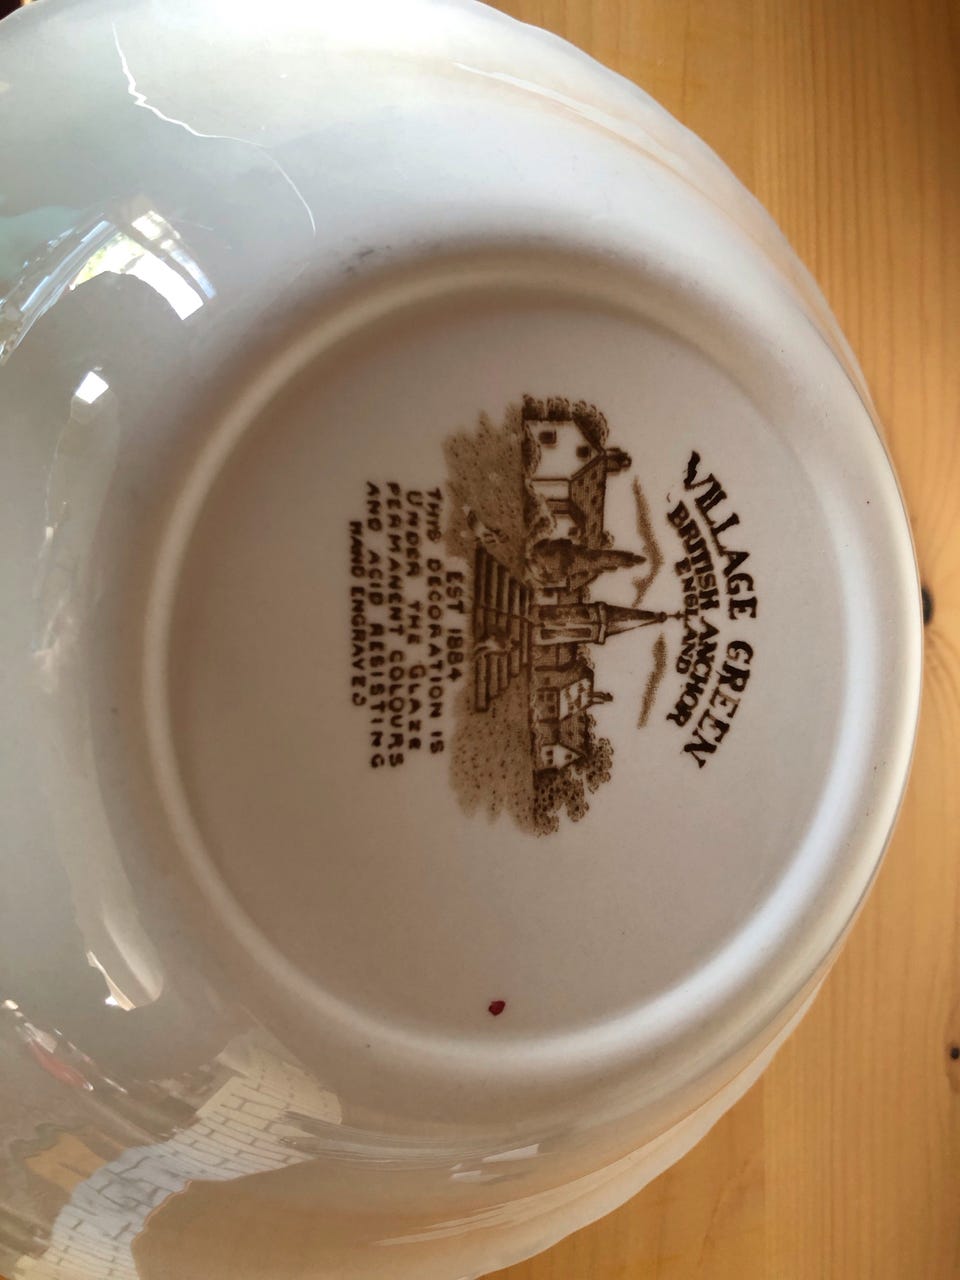 VILLAGE GREEN
BRITISH ANCHOR
ENGLAND
EST 1884
THIS DECORATION IS
UNDER THE GLAZE
PERMANENT COLOURS
AND ACID RESISTING
HAND ENGRAVED